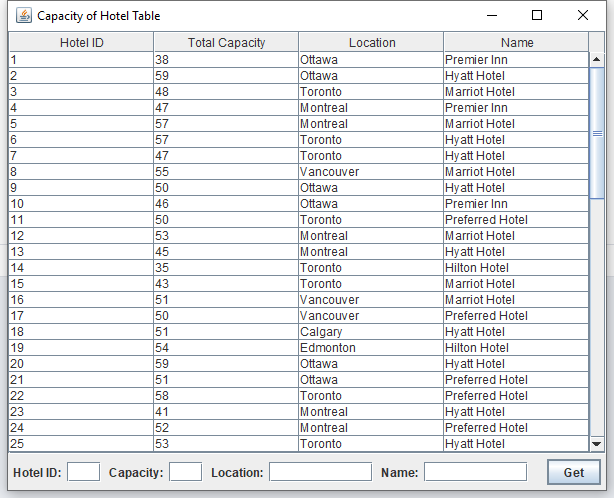 Capacity of Hotel Table
Hotel ID Total Capacity Location Name
1 38 Ottawa Premier Inn
2 59 Ottawa Hyatt Hotel
3 48 Toronto Marriot Hotel
4 47 Montreal Premier Inn
5 57 Montreal Marriot Hotel
6 57 Toronto Hyatt Hotel
7 47 Toronto Hyatt Hotel
8 55 Vancouver Marriot Hotel
9 50 Ottawa Hyatt Hotel
10 46 Ottawa Premier Inn
11 50 Toronto Preferred Hotel
12 53 Montreal Marriot Hotel
13 45 Montreal Hyatt Hotel
14 35 Toronto Hilton Hotel
15 43 Toronto Marriot Hotel
16 51 Vancouver Marriot Hotel
17 50 Vancouver Preferred Hotel
18 51 Calgary Hyatt Hotel
19 54 Edmonton Hilton Hotel
20 59 Ottawa Hyatt Hotel
21 51 Ottawa Preferred Hotel
22 58 Toronto Preferred Hotel
23 41 Montreal Hyatt Hotel
24 52 Montreal Preferred Hotel
25 53 Toronto Hyatt Hotel
Hotel ID: Capacity: Location: Name: Get